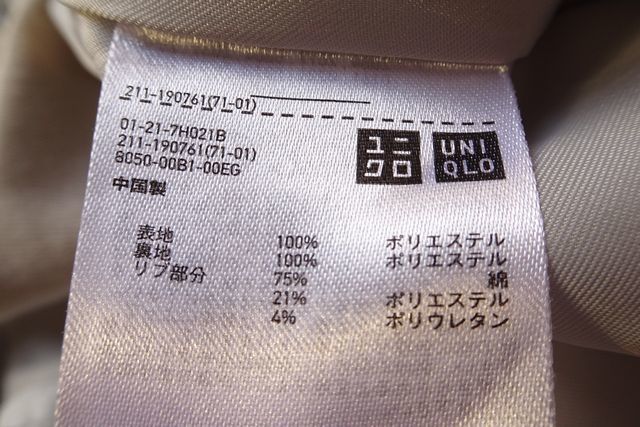 211-190761(71-01)
01-21-7H021B
211-190761(71-01)
8050-00B1-00EG
中国製
ユニ
クロ
UNI
QLO
表地 100% ポリエステル
裏地 100% ポリエステル
リブ部分 75% 綿
21% ポリエステル
4% ポリウレタン